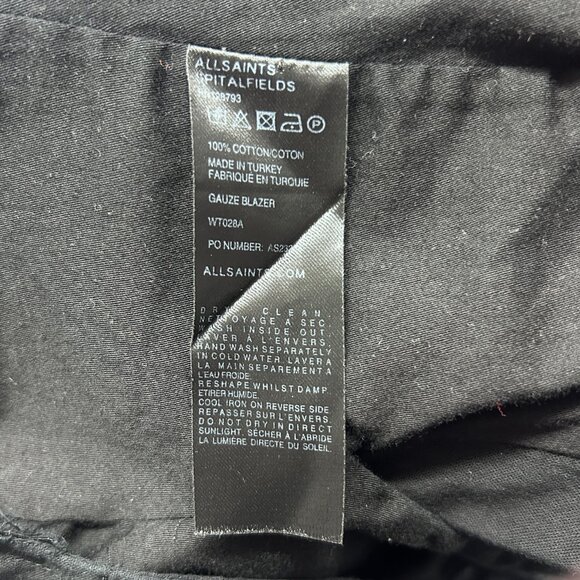 ALLSAINTS
SPITALFIELDS
100% COTTON/COTON
MADE IN TURKEY
FABRIQUÉ EN TURQUIE
GAUZE BLAZER
WT028A
PO NUMBER:
ALLSAINTS.COM
DRY CLEAN
NETTOYAGE A SEC.
WASH INSIDE OUT.
LAVER À L'ENVERS.
HAND WASH SEPARATELY
IN COLD WATER. LAVER A
LA MAIN SEPAREMENT A
L'EAU FROIDE.
RESHAPE WHILST DAMP.
ETIRER HUMIDE.
COOL IRON ON REVERSE SIDE
REPASSER SUR L'ENVERS.
DO NOT DRY IN DIRECT
SUNLIGHT. SÉCHER À L'ABRIDE
LA LUMIÈRE DIRECTE DU SOLEIL.